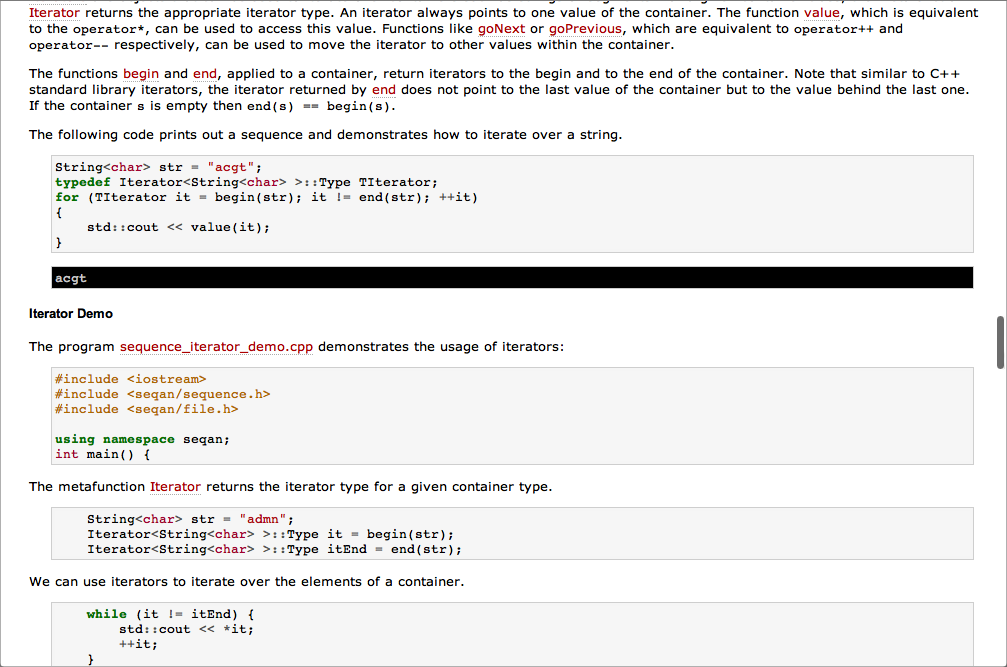 Iterator returns the appropriate iterator type. An iterator always points to one value of the container. The function value, which is equivalent
to the operator*, can be used to access this value. Functions like goNext or goPrevious, which are equivalent to operator++ and
operator-- respectively, can be used to move the iterator to other values within the container.
The functions begin and end, applied to a container, return iterators to the begin and to the end of the container. Note that similar to C++
standard library iterators, the iterator returned by end does not point to the last value of the container but to the value behind the last one.
If the container s is empty then end(s) == begin(s).
The following code prints out a sequence and demonstrates how to iterate over a string.
String<char> str = "acgt";
typedef Iterator<String<char> >::Type TIterator;
for (TIterator it = begin(str); it != end(str); ++it)
{
    std::cout << value(it);
}
acgt
Iterator Demo
The program sequence_iterator_demo.cpp demonstrates the usage of iterators:
#include <iostream>
#include <seqan/sequence.h>
#include <seqan/file.h>
using namespace seqan;
int main() {
The metafunction Iterator returns the iterator type for a given container type.
    String<char> str = "admn";
    Iterator<String<char> >::Type it = begin(str);
    Iterator<String<char> >::Type itEnd = end(str);
We can use iterators to iterate over the elements of a container.
    while (it != itEnd) {
        std::cout << *it;
        ++it;
    }